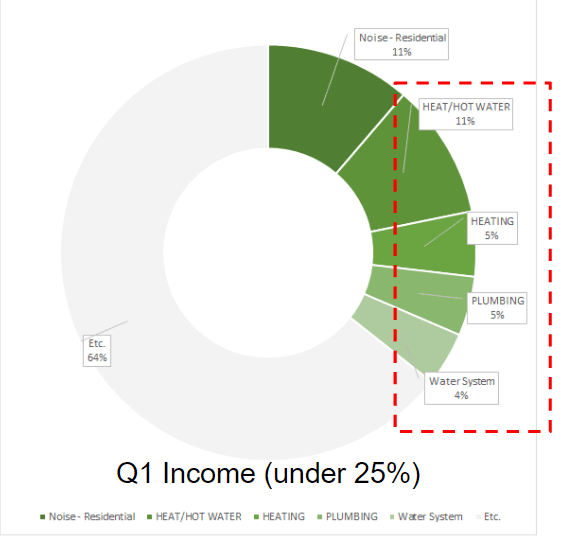 Noise - Residential
11%
HEAT/HOT WATER
11%
HEATING
5%
PLUMBING
5%
Water System
4%
Etc.
64%
Q1 Income (under 25%)
Noise - Residential HEAT/HOT WATER HEATING PLUMBING Water System Etc.